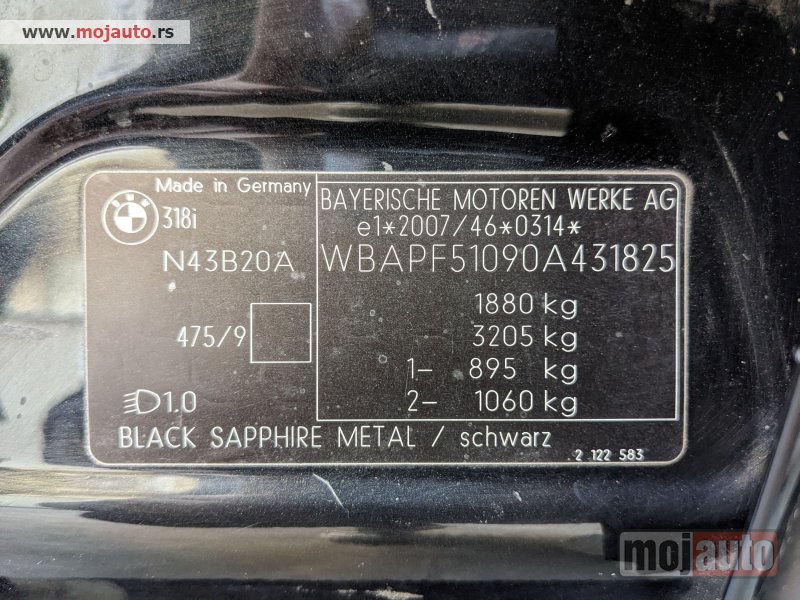 www.mojauto.rs
Made in Germany
BMW
318i
N43B20A
475/9
1.0
BAYERISCHE MOTOREN WERKE AG
e1*2007/46*0314*
WBAPF51090A431825
1880 kg
3205 kg
1- 895 kg
2- 1060 kg
BLACK SAPPHIRE METAL / schwarz
2 122 583
mojauto